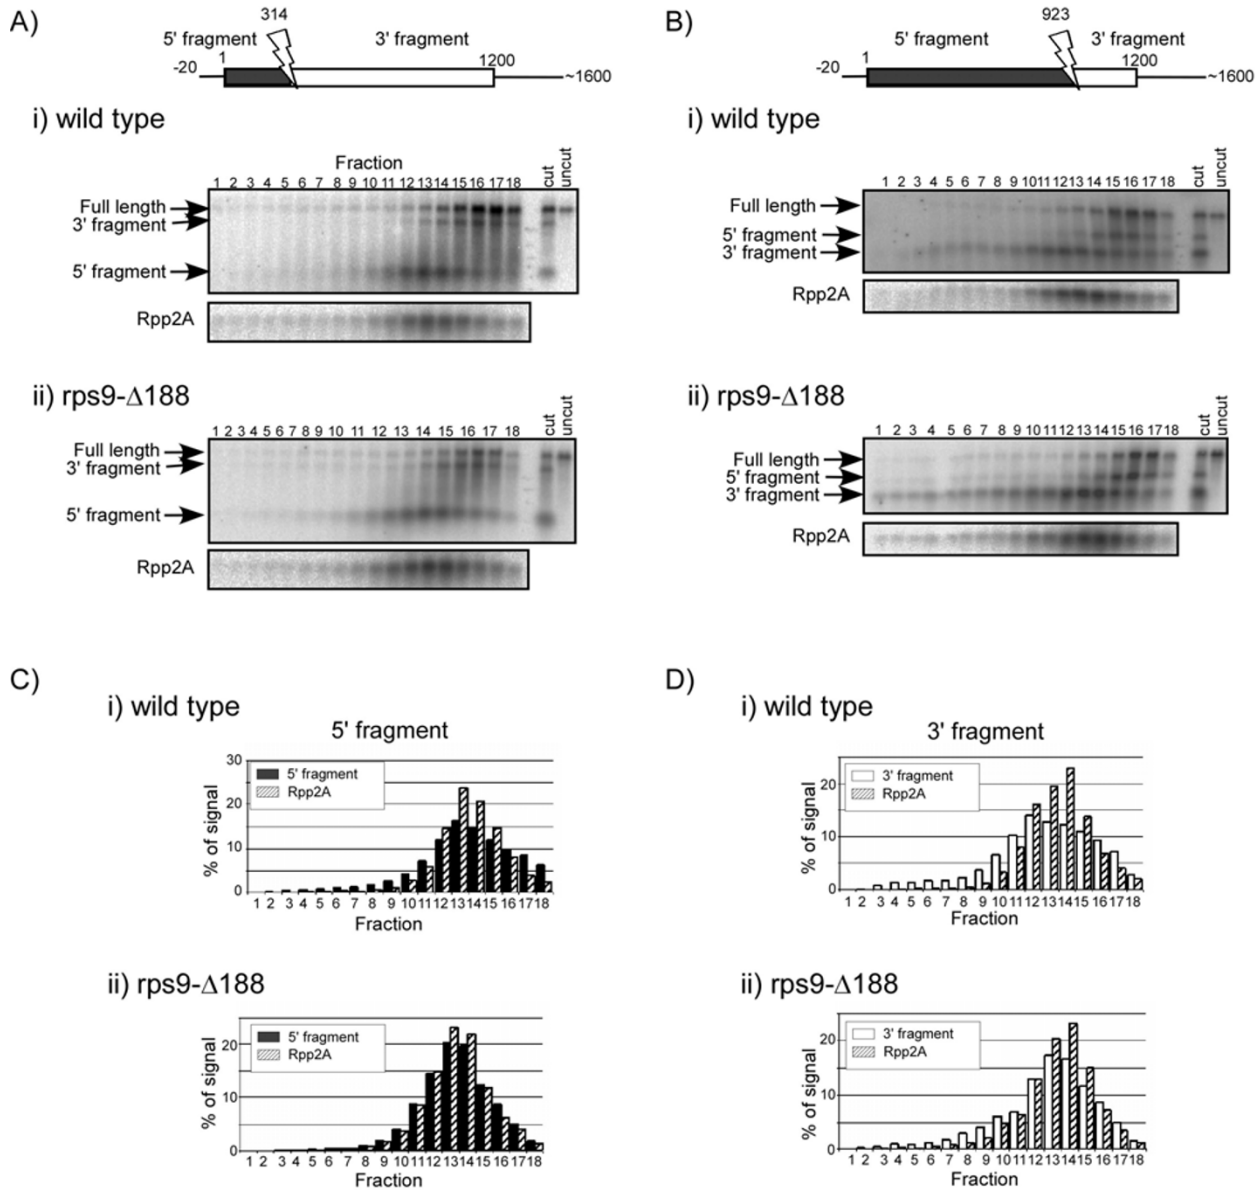 A)
314
5' fragment
3' fragment
1
1200
-20
~1600
i) wild type
Fraction
1 2 3 4 5 6 7 8 9 10 11 12 13 14 15 16 17 18 cut uncut
Full length
3' fragment
5' fragment
Rpp2A
ii) rps9-Δ188
1 2 3 4 5 6 7 8 9 10 11 12 13 14 15 16 17 18 cut uncut
Full length
3' fragment
5' fragment
Rpp2A
B)
923
5' fragment
3' fragment
1
1200
-20
~1600
i) wild type
1 2 3 4 5 6 7 8 9 10 11 12 13 14 15 16 17 18 cut uncut
Full length
5' fragment
3' fragment
Rpp2A
ii) rps9-Δ188
1 2 3 4 5 6 7 8 9 10 11 12 13 14 15 16 17 18 cut uncut
Full length
5' fragment
3' fragment
Rpp2A
C)
i) wild type
5' fragment
30
20
10
0
% of signal
5' fragment
Rpp2A
1 2 3 4 5 6 7 8 9 10 11 12 13 14 15 16 17 18
Fraction
ii) rps9-Δ188
20
10
0
% of signal
5' fragment
Rpp2A
1 2 3 4 5 6 7 8 9 10 11 12 13 14 15 16 17 18
Fraction
D)
i) wild type
3' fragment
20
10
0
% of signal
3' fragment
Rpp2A
1 2 3 4 5 6 7 8 9 10 11 12 13 14 15 16 17 18
Fraction
ii) rps9-Δ188
20
10
0
% of signal
3' fragment
Rpp2A
1 2 3 4 5 6 7 8 9 10 11 12 13 14 15 16 17 18
Fraction